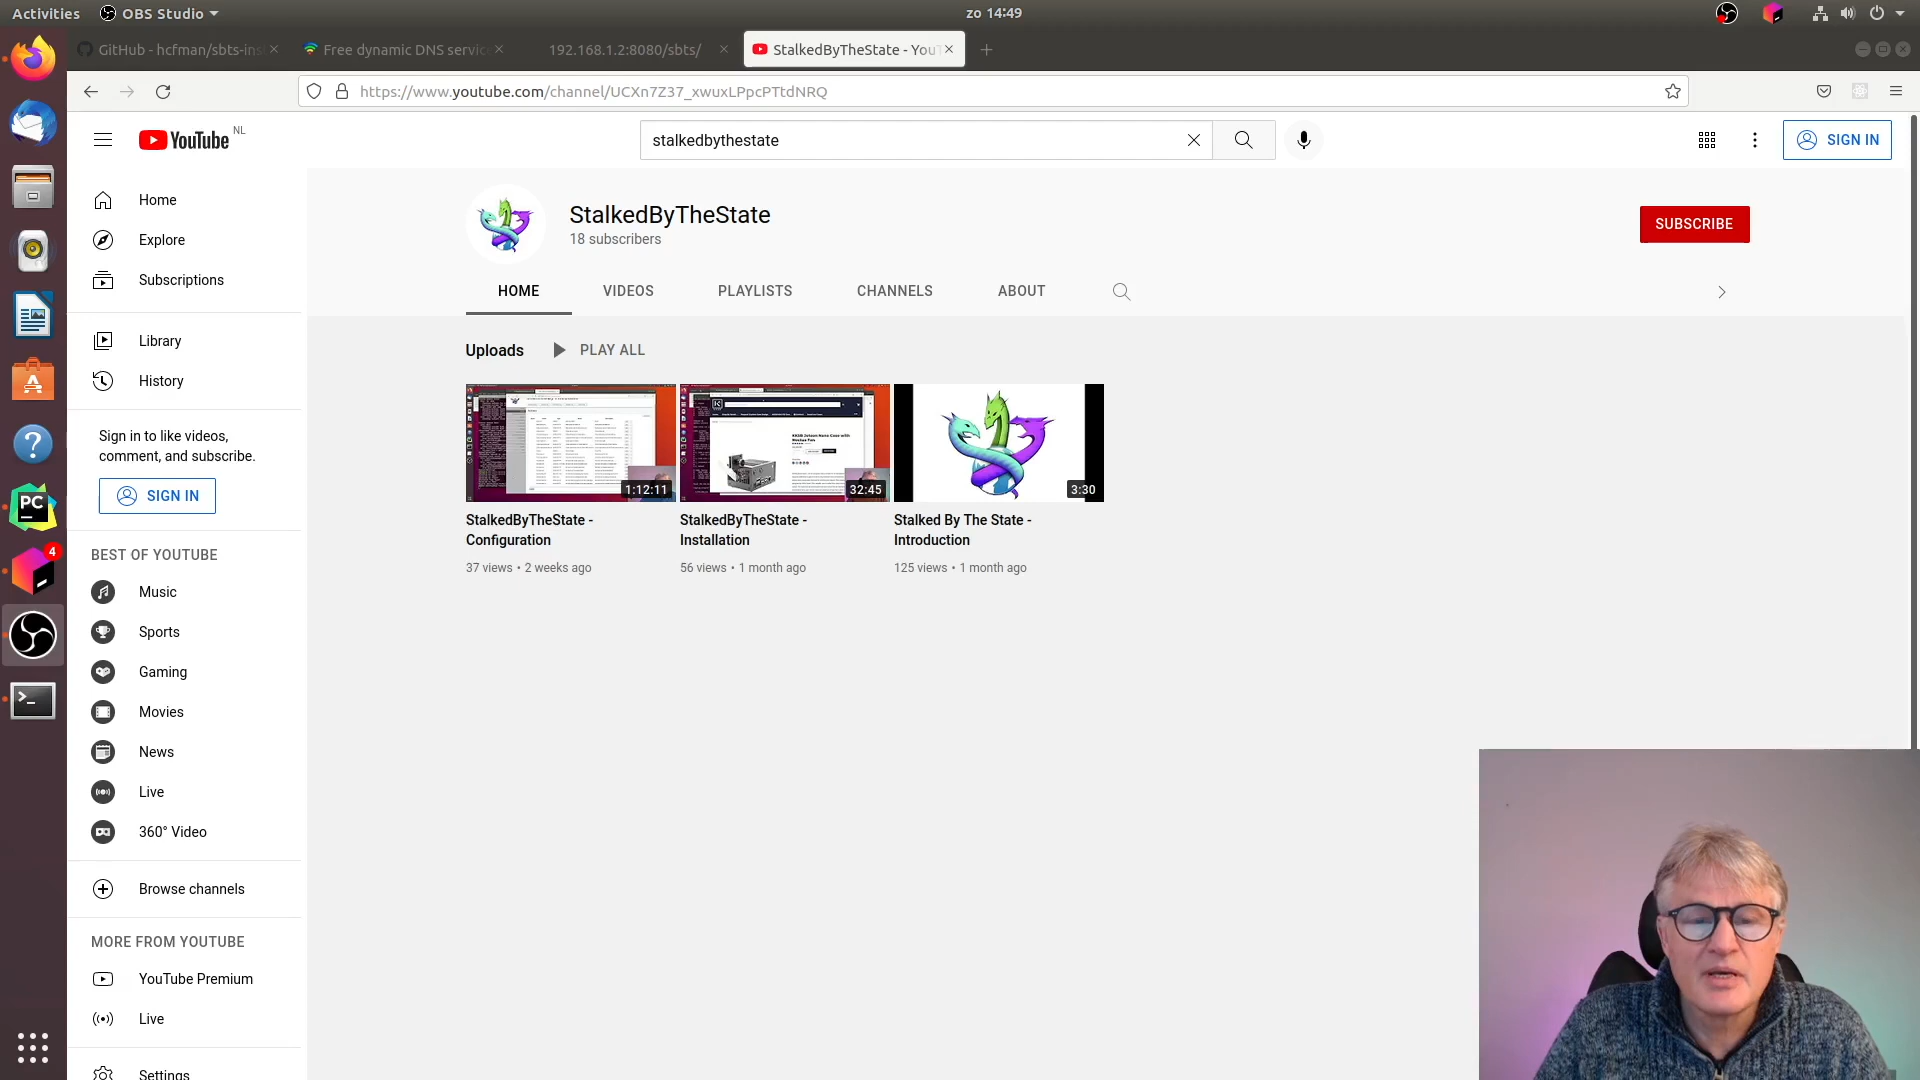 Activities
OBS Studio
zo 14:49
GitHub - hcfman/sbts-ins
Free dynamic DNS service
192.168.1.2:8080/sbts/
StalkedByTheState - YouT
https://www.youtube.com/channel/UCXn7Z37_xwuxLPpcPTtdNRQ
YouTube NL
stalkedbythestate
SIGN IN
Home
Explore
Subscriptions
Library
History
Sign in to like videos,
comment, and subscribe.
SIGN IN
BEST OF YOUTUBE
Music
Sports
Gaming
Movies
News
Live
360° Video
Browse channels
MORE FROM YOUTUBE
YouTube Premium
Live
Settings
StalkedByTheState
18 subscribers
SUBSCRIBE
HOME
VIDEOS
PLAYLISTS
CHANNELS
ABOUT
Uploads
PLAY ALL
1:12:11
StalkedByTheState -
Configuration
37 views • 2 weeks ago
32:45
StalkedByTheState -
Installation
56 views • 1 month ago
3:30
Stalked By The State -
Introduction
125 views • 1 month ago
PC
4